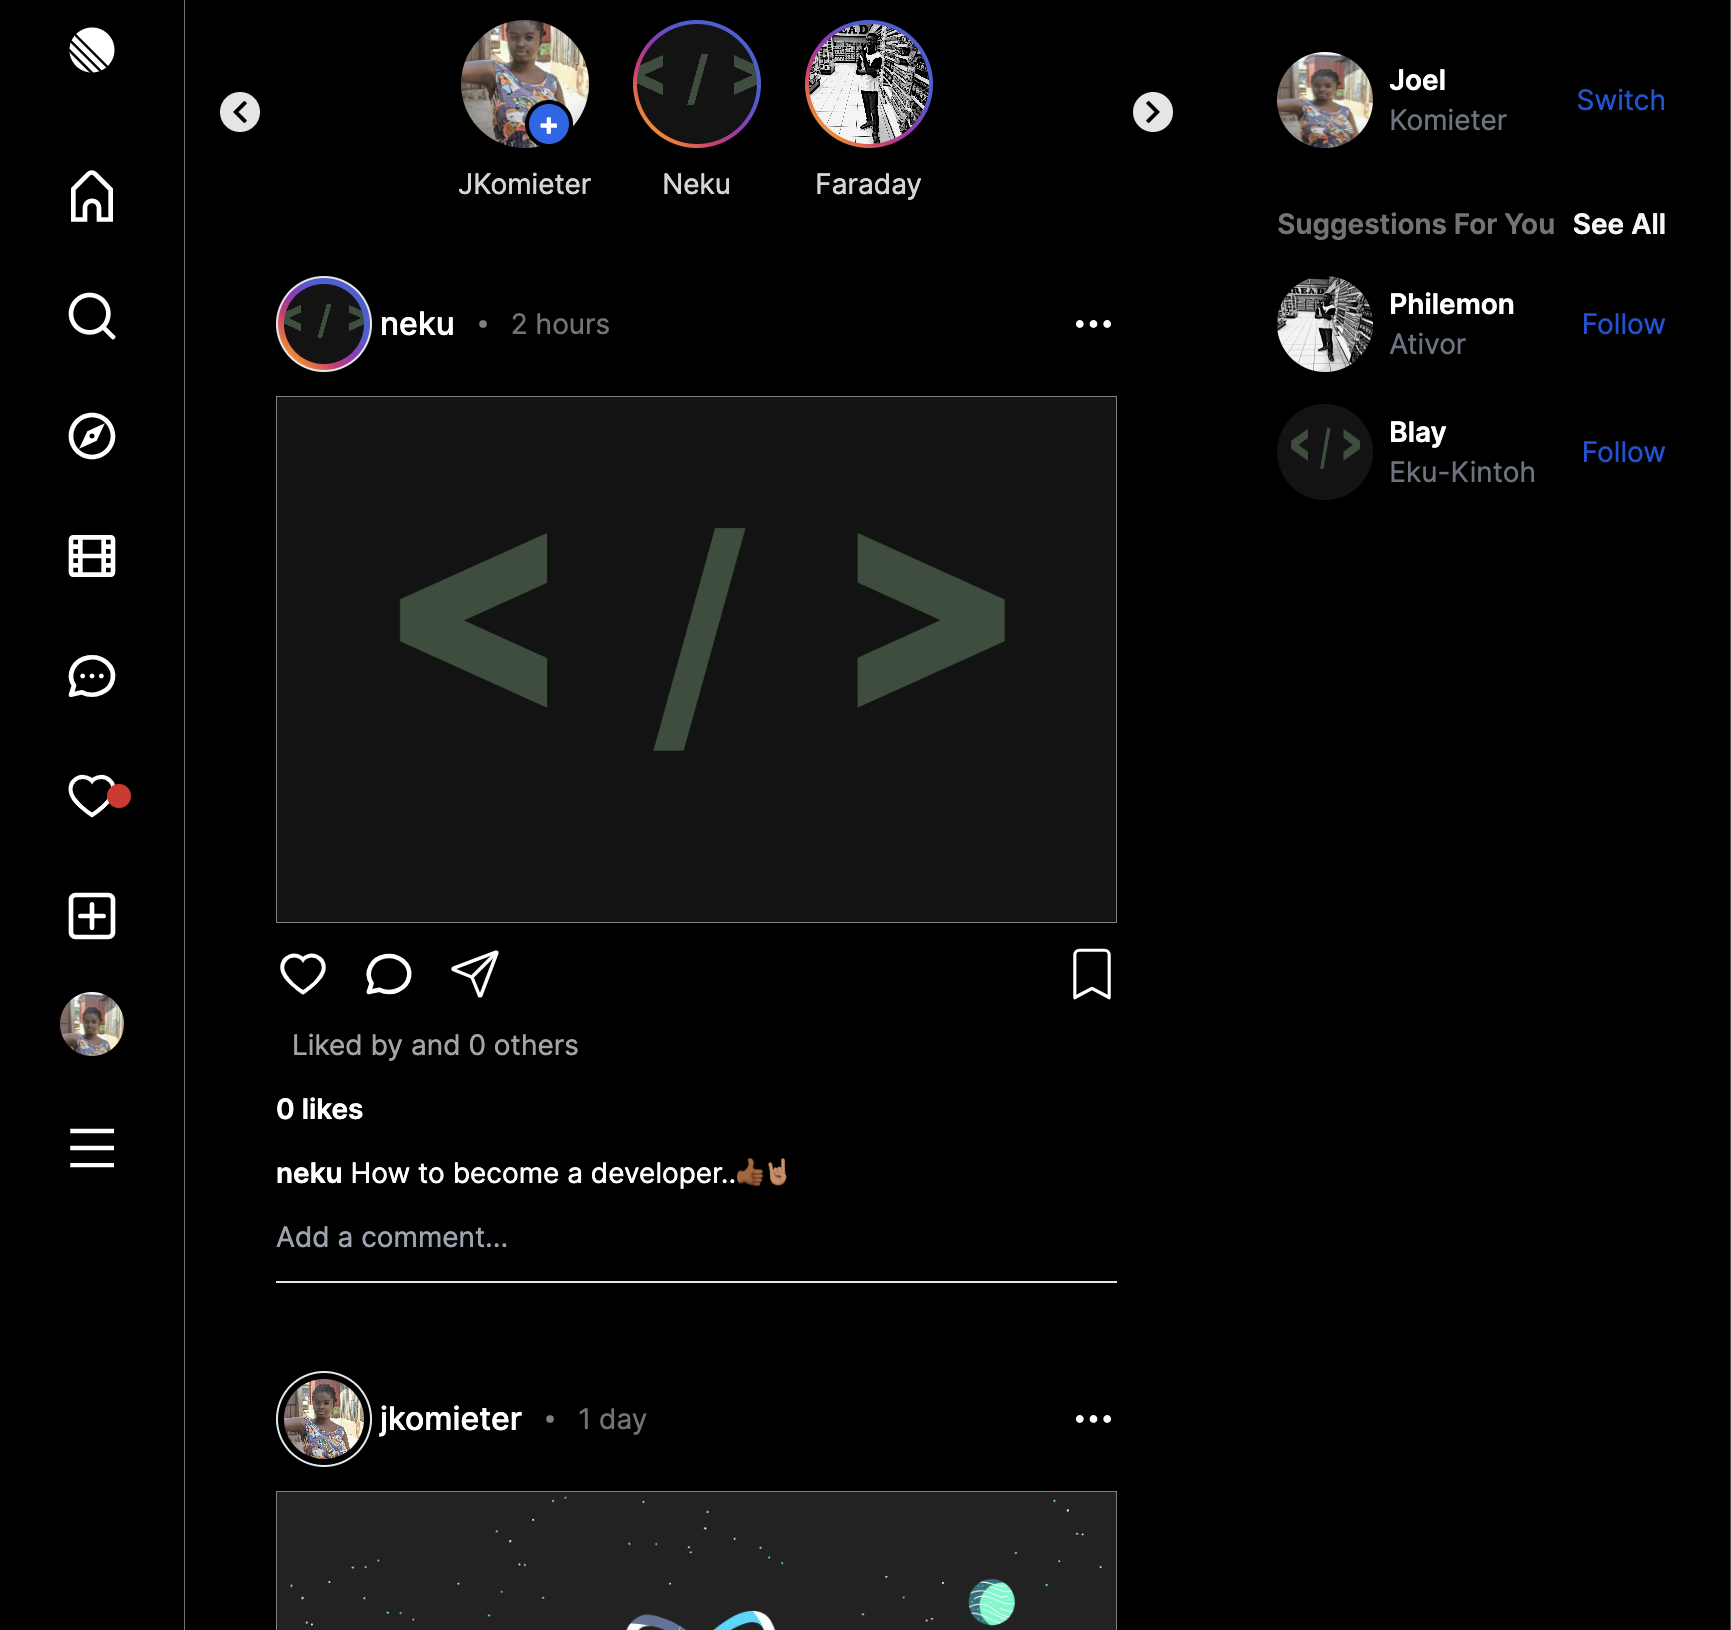 JKomieter
Neku
Faraday
Joel
Komieter
Switch
Suggestions For You See All
Philemon
Ativor
Follow
Blay
Eku-Kintoh
Follow
neku • 2 hours
< / >
Liked by and 0 others
0 likes
neku How to become a developer..👍🏾🤘🏽
Add a comment...
jkomieter • 1 day